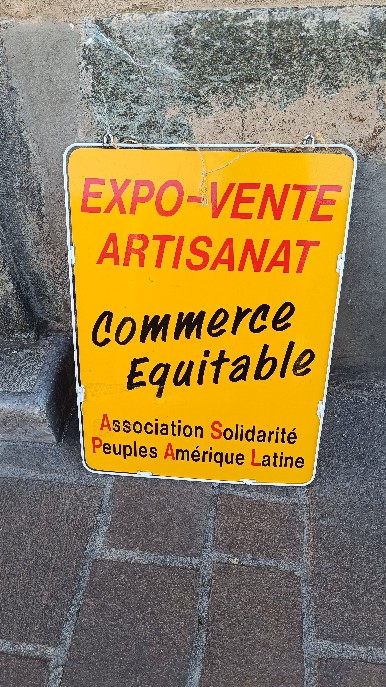 EXPO-VENTE
ARTISANAT
Commerce
Equitable
Association Solidarité
Peuples Amérique Latine